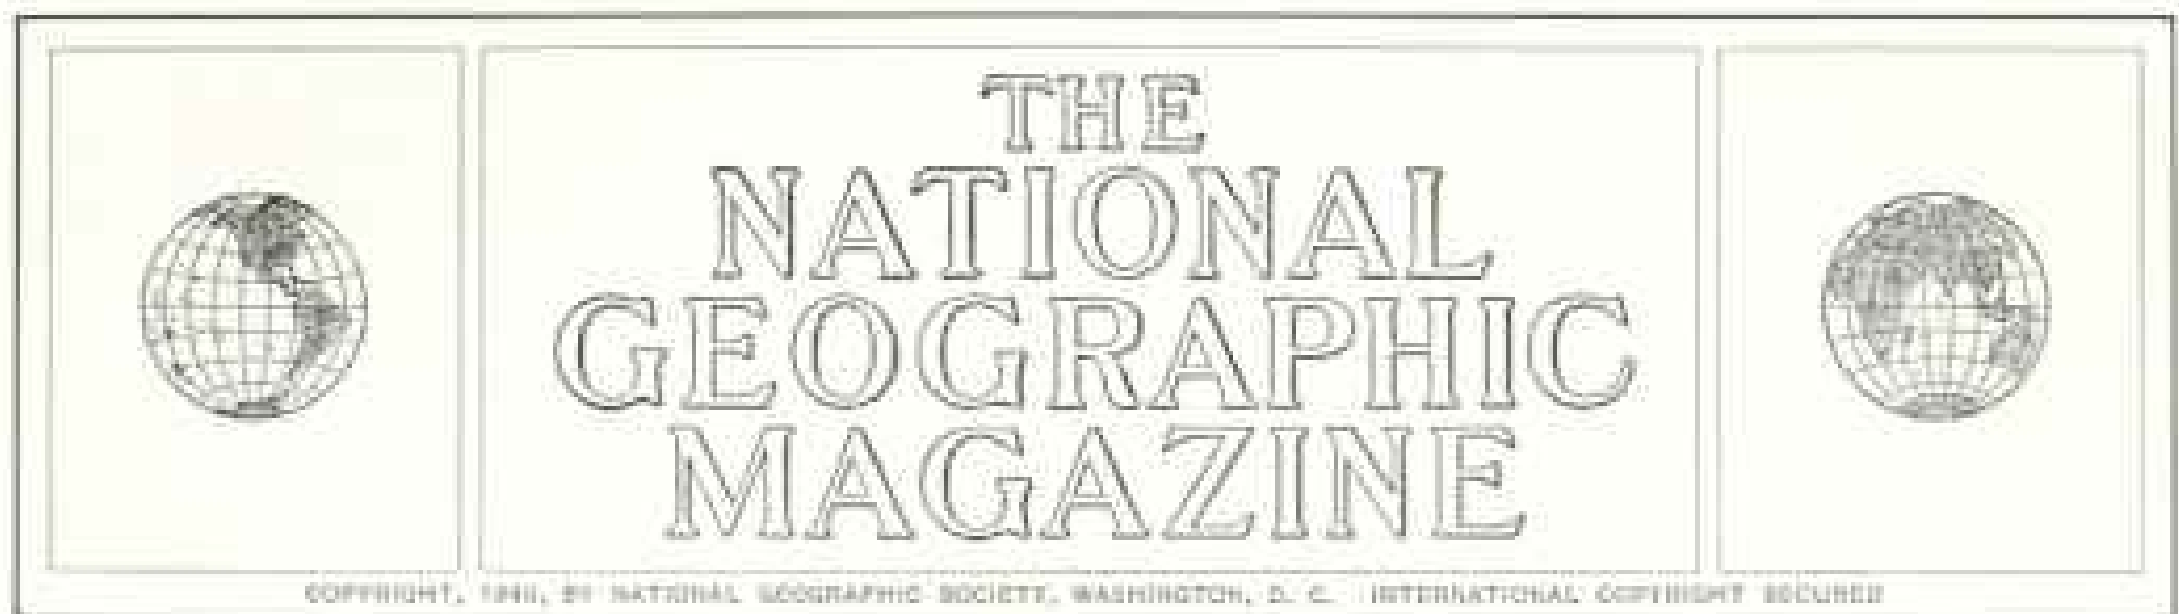 THE
NATIONAL
GEOGRAPHIC
MAGAZINE
COPYRIGHT, BY NATIONAL GEOGRAPHIC SOCIETY, WASHINGTON, D. C. INTERNATIONAL COPYRIGHT SECURED